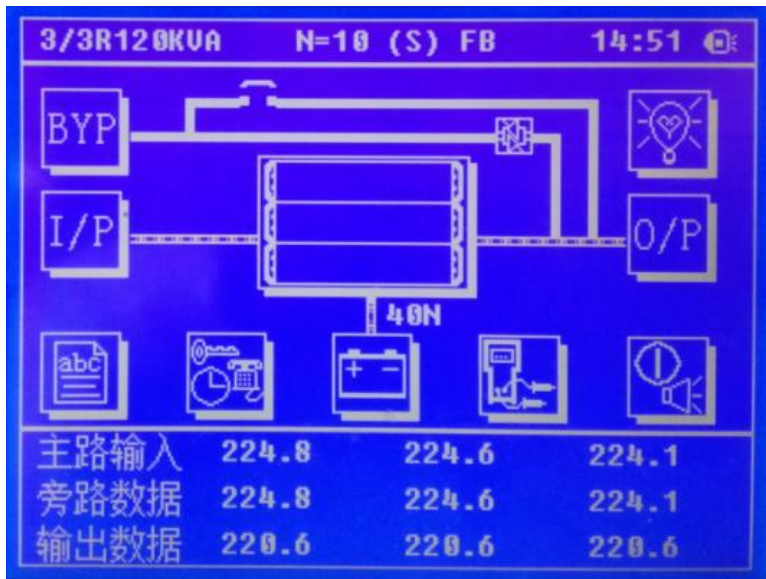 3/3R120KVA N=10 (S) FB 14:51
BYP
I/P
O/P
40N
abc
主路输入 224.8 224.6 224.1
旁路数据 224.8 224.6 224.1
输出数据 220.6 220.6 220.6